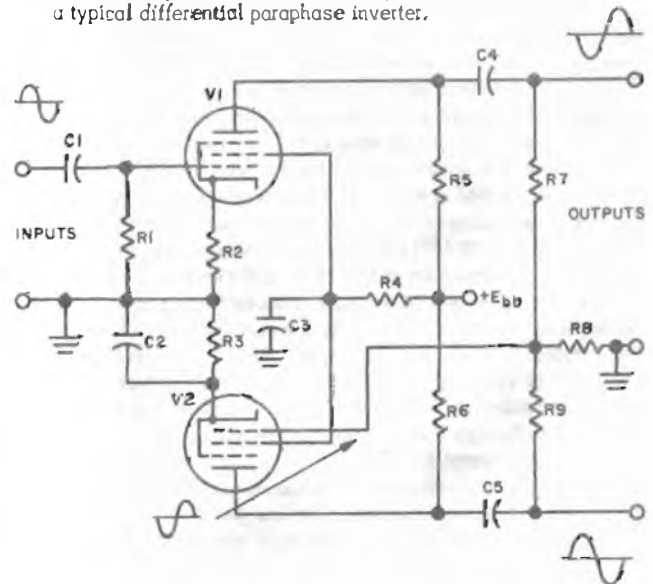 a typical differential paraphase inverter.
C4
V1
C1
R5
R7
INPUTS
R1
R2
OUTPUTS
R4
+Ebb
R8
C2
R3
C3
V2
R6
R9
C5